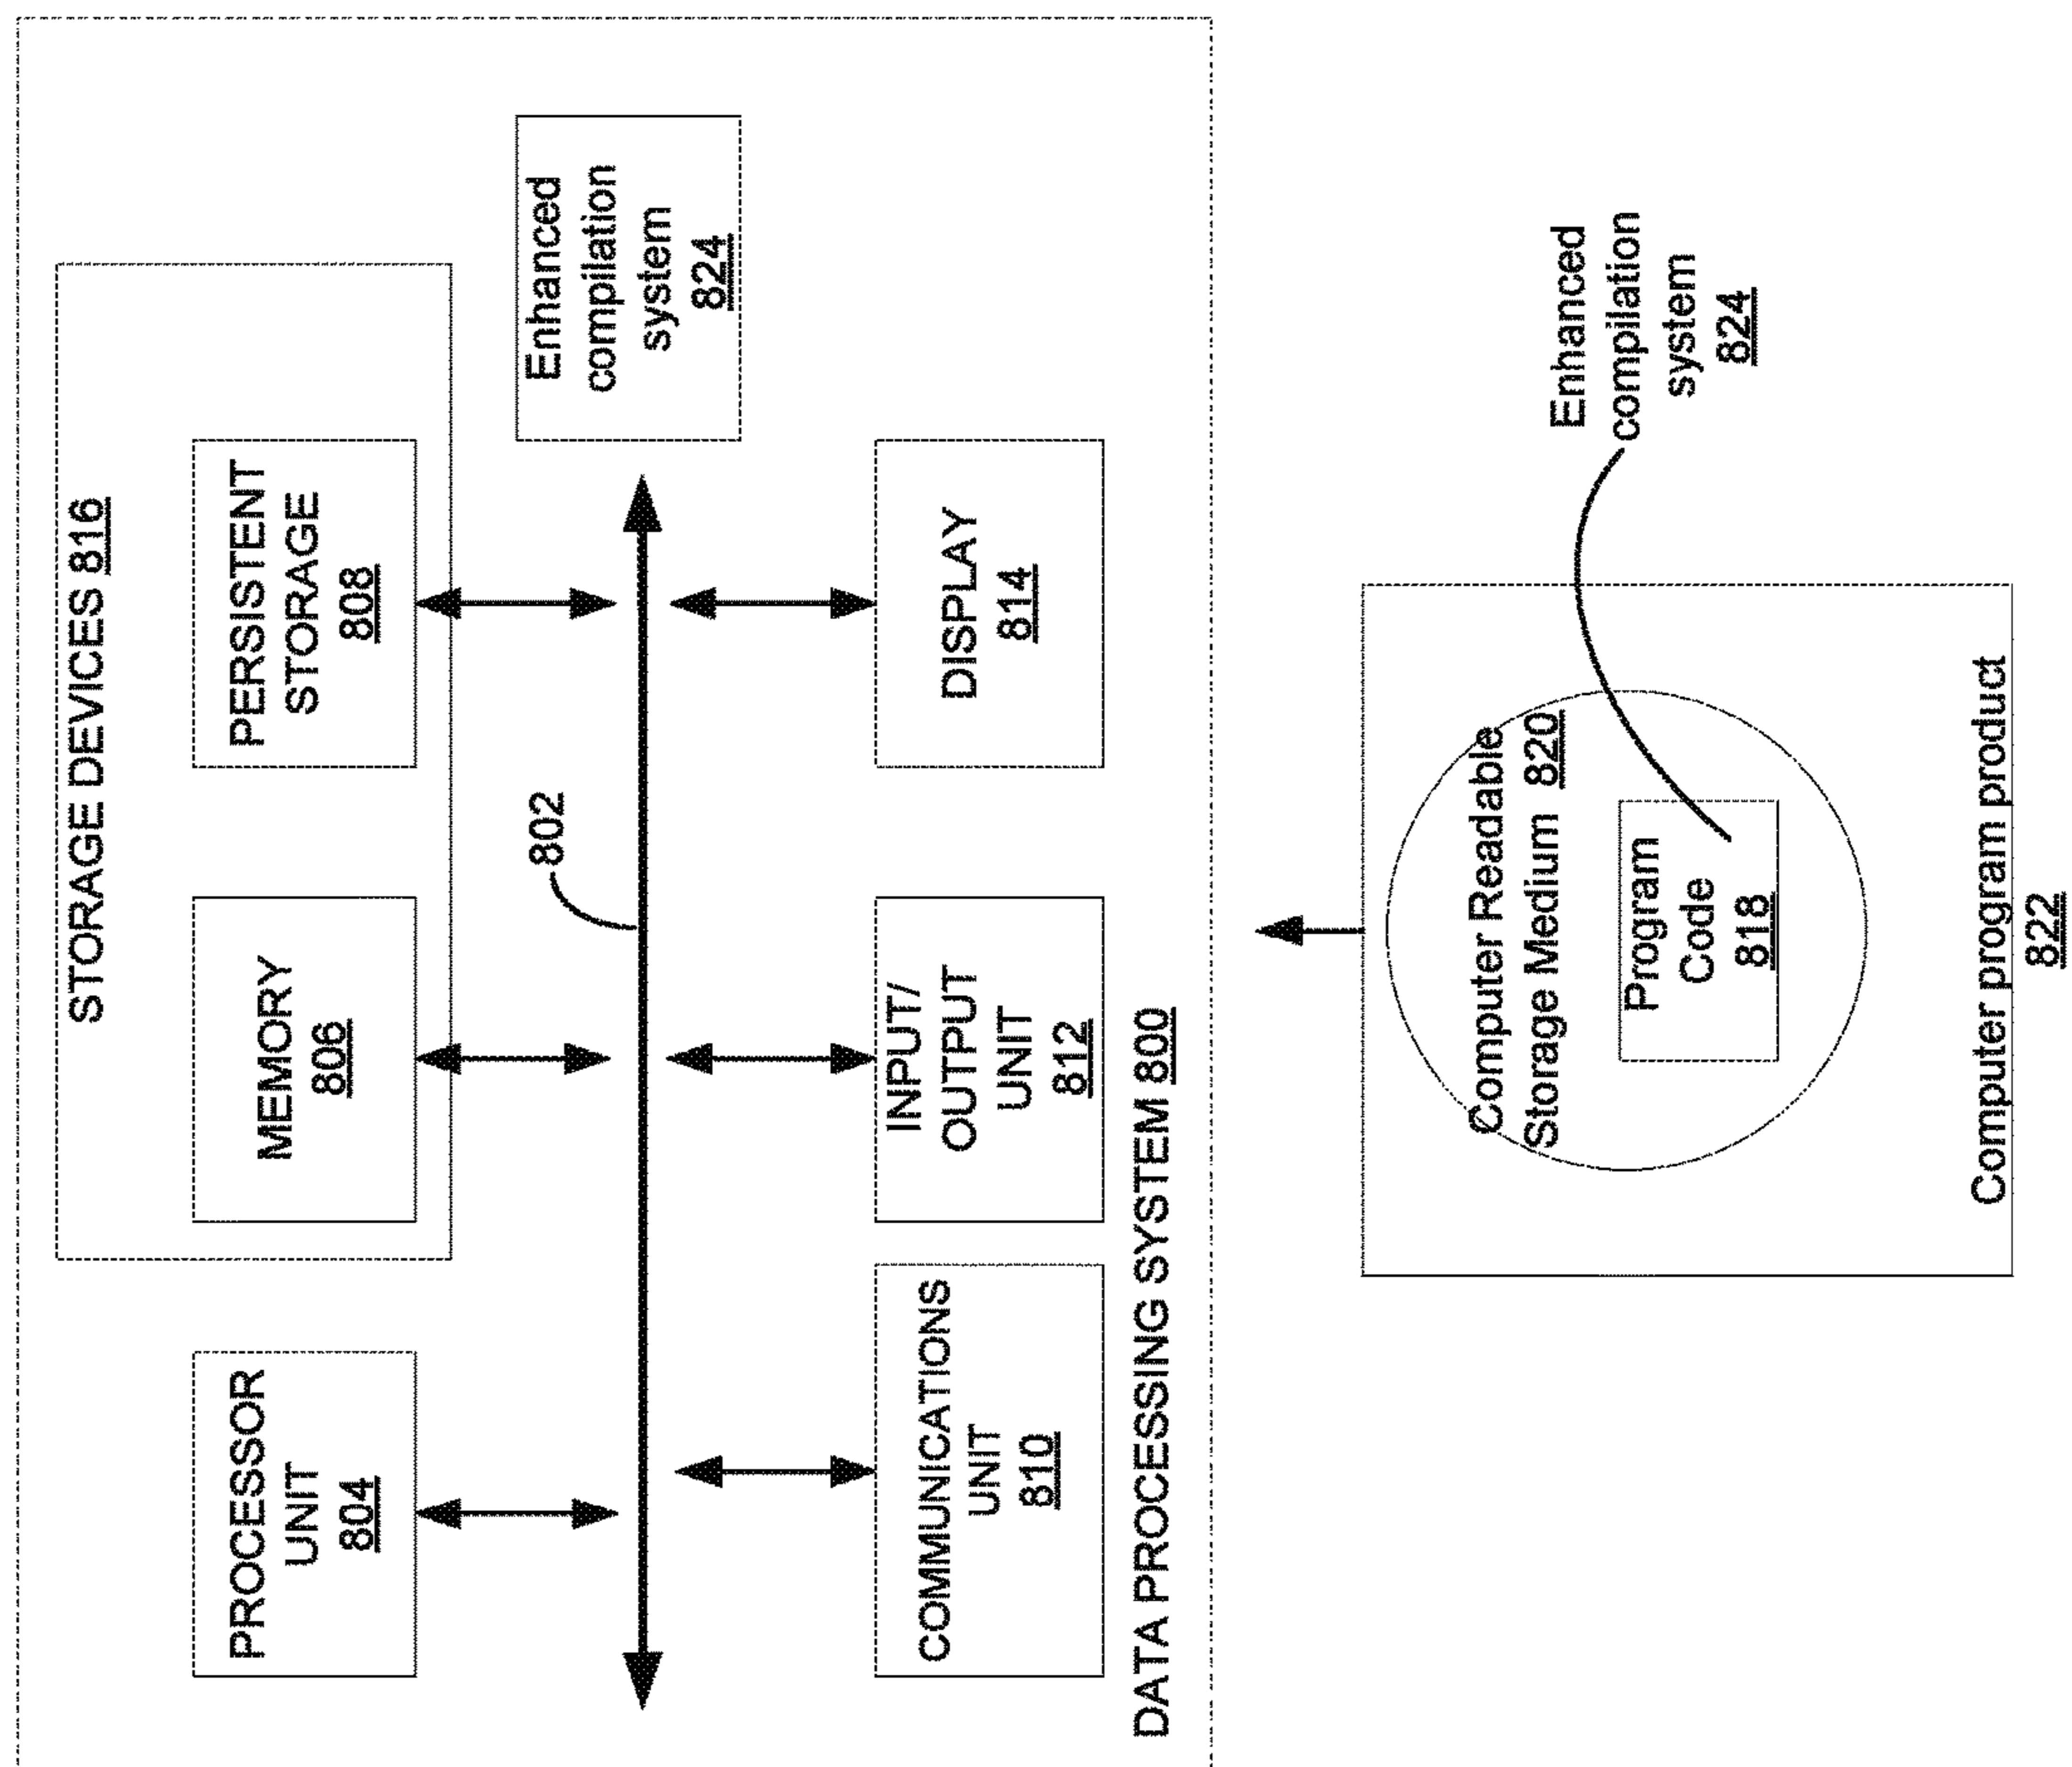 STORAGE DEVICES 816
PROCESSOR
UNIT
804
MEMORY
806
PERSISTENT
STORAGE
808
802
Enhanced
compilation
system
824
COMMUNICATIONS
UNIT
810
INPUT/
OUTPUT
UNIT
812
DISPLAY
814
DATA PROCESSING SYSTEM 800
Computer Readable
Storage Medium 820
Program
Code
818
Enhanced
compilation
system
824
Computer program product
822